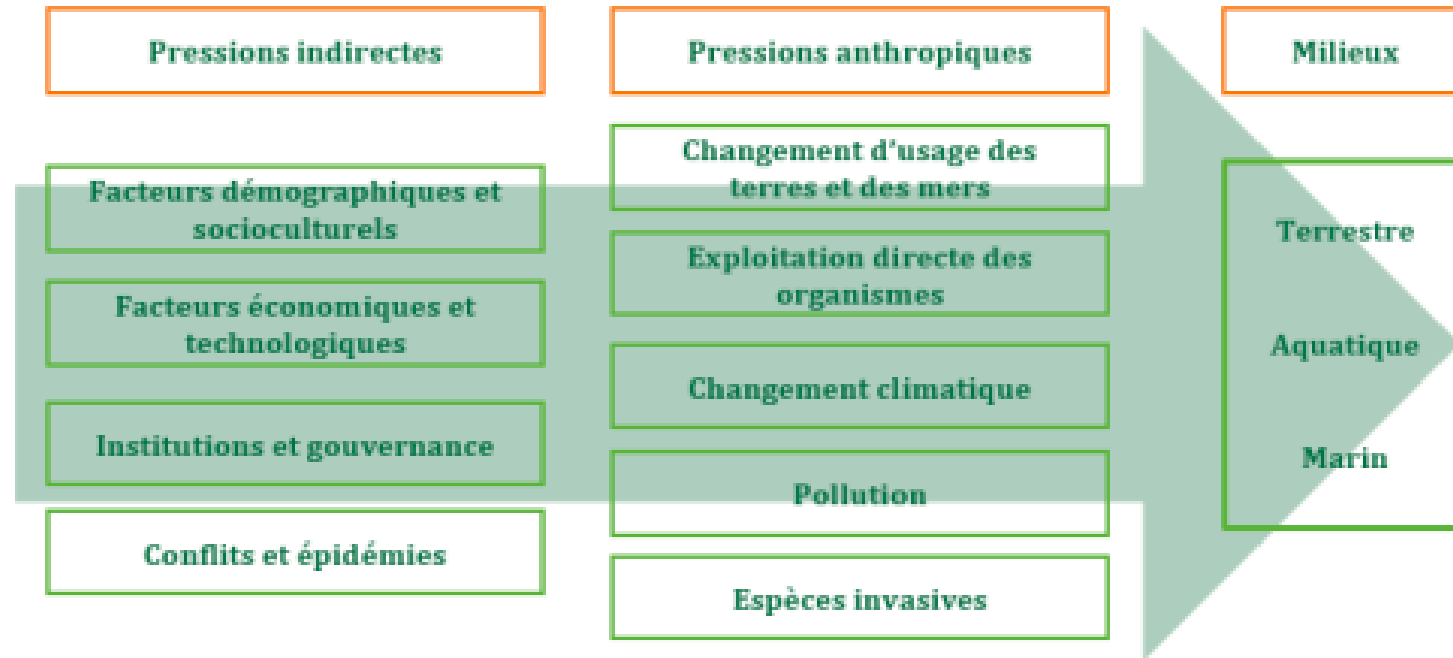 Pressions indirectes
Pressions anthropiques
Milieux
Facteurs démographiques et
socioculturels
Facteurs économiques et
technologiques
Institutions et gouvernance
Conflits et épidémies
Changement d'usage des
terres et des mers
Exploitation directe des
organismes
Changement climatique
Pollution
Espèces invasives
Terrestre
Aquatique
Marin